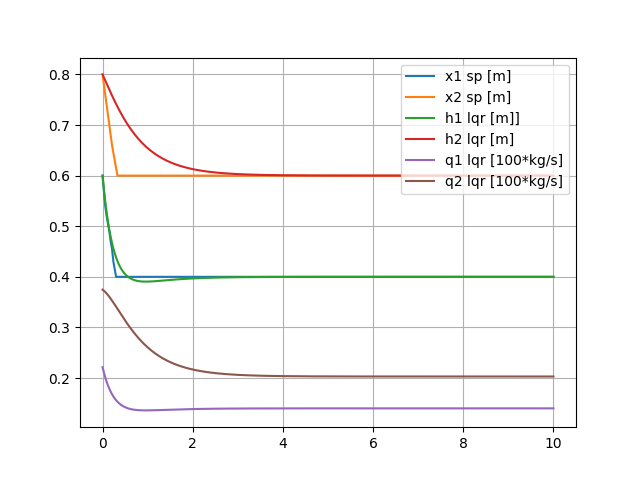 0.8
0.7
0.6
0.5
0.4
0.3
0.2
0
2
4
6
8
10
x1 sp [m]
x2 sp [m]
h1 lqr [m]]
h2 lqr [m]
q1 lqr [100*kg/s]
q2 lqr [100*kg/s]